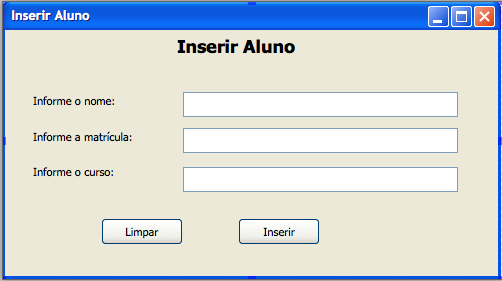 Inserir Aluno
Inserir Aluno
Informe o nome:
Informe a matrícula:
Informe o curso:
Limpar Inserir